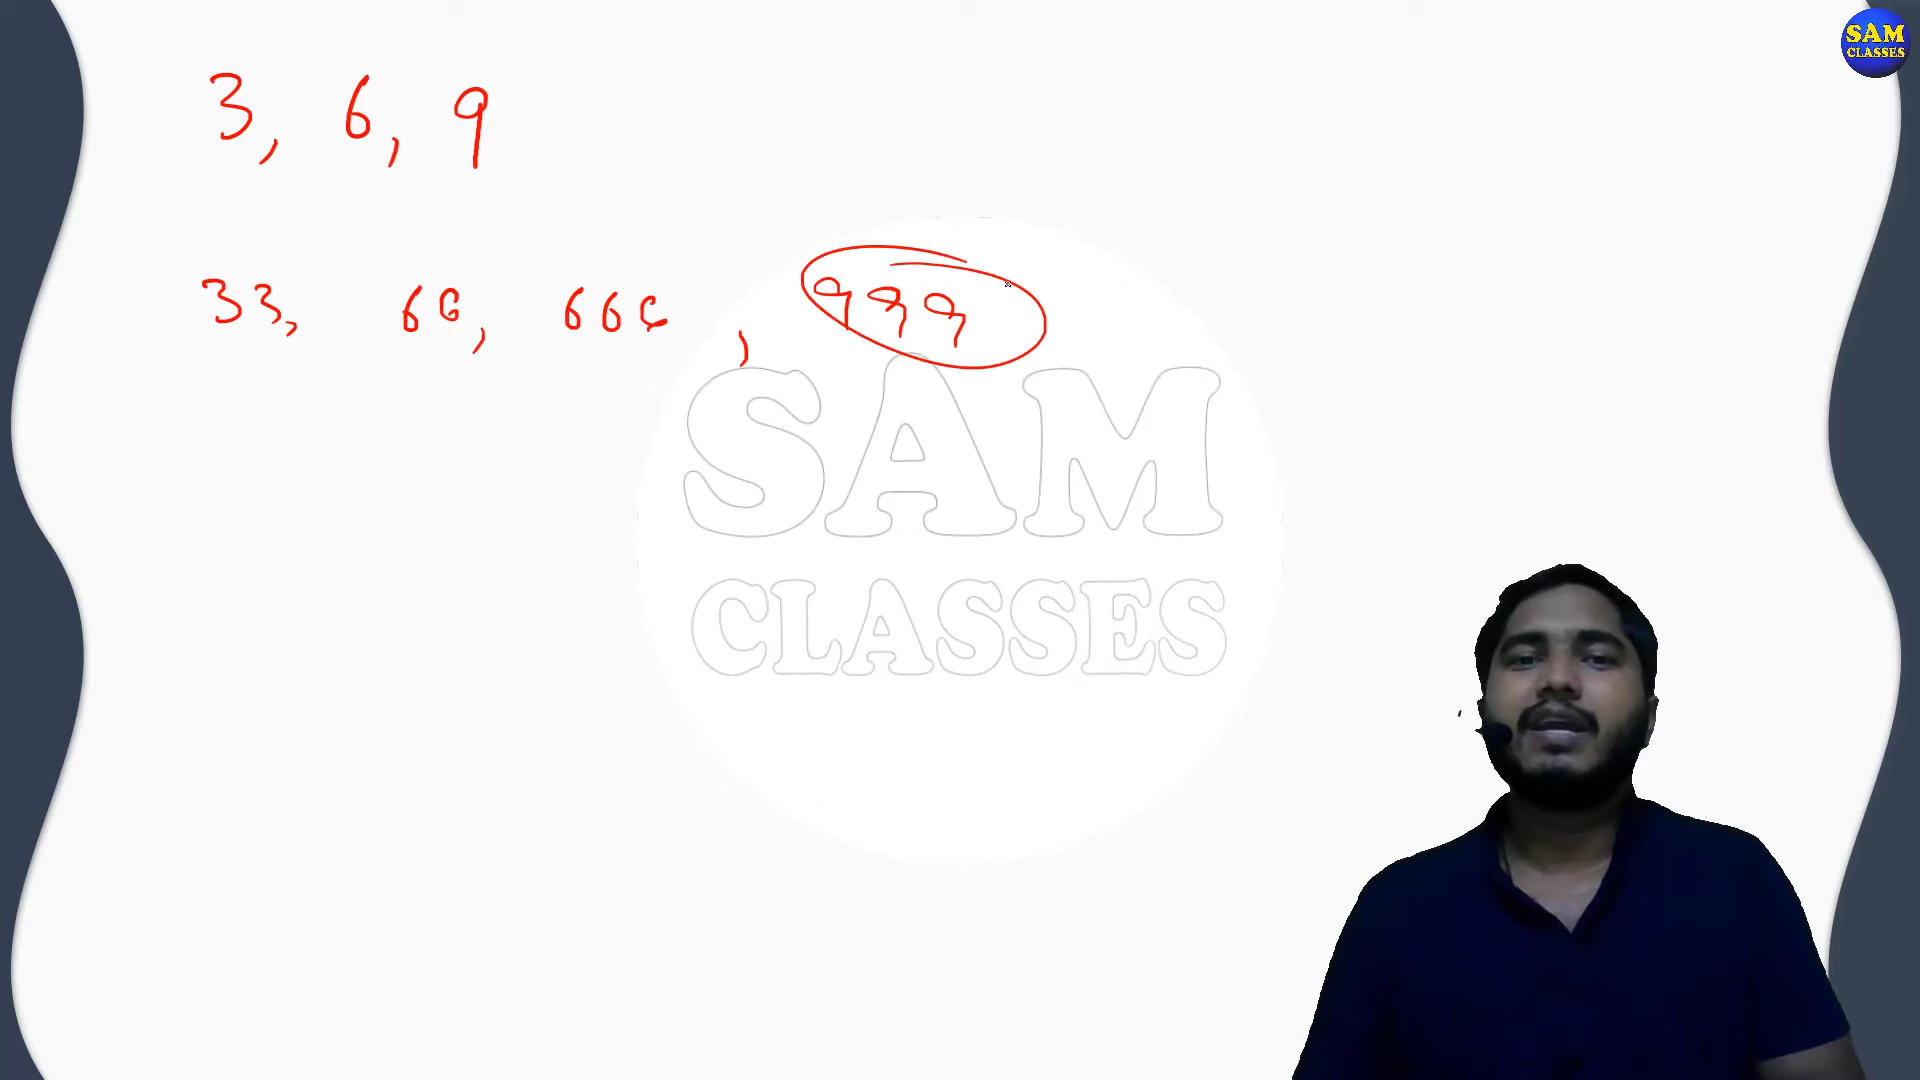 SAM
CLASSES
3, 6, 9
33, 66, 666, 999
SAM
CLASSES